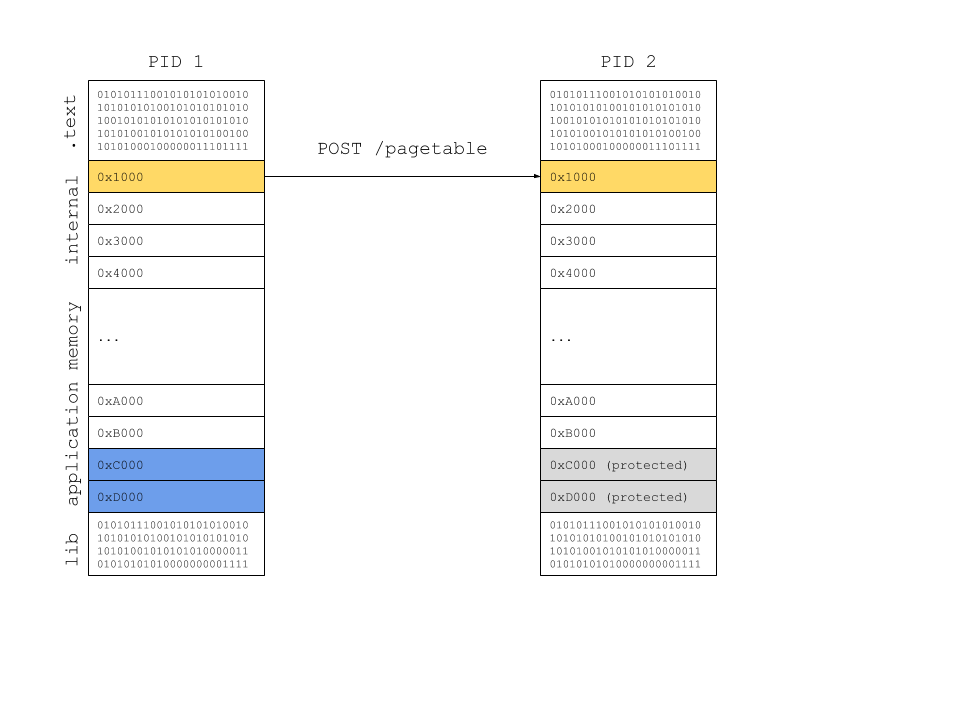 PID 1
PID 2
.text
internal
application memory
lib
01010111001010101010010
10101010100101010101010
10010101010101010101010
10101001010101010100100
10101000100000011101111
0x1000
0x2000
0x3000
0x4000
...
0xA000
0xB000
0xC000
0xD000
01010111001010101010010
10101010100101010101010
10101001010101010000011
01010101010000000001111
POST /pagetable
01010111001010101010010
10101010100101010101010
10010101010101010101010
10101001010101010100100
10101000100000011101111
0x1000
0x2000
0x3000
0x4000
...
0xA000
0xB000
0xC000 (protected)
0xD000 (protected)
01010111001010101010010
10101010100101010101010
10101001010101010000011
01010101010000000001111